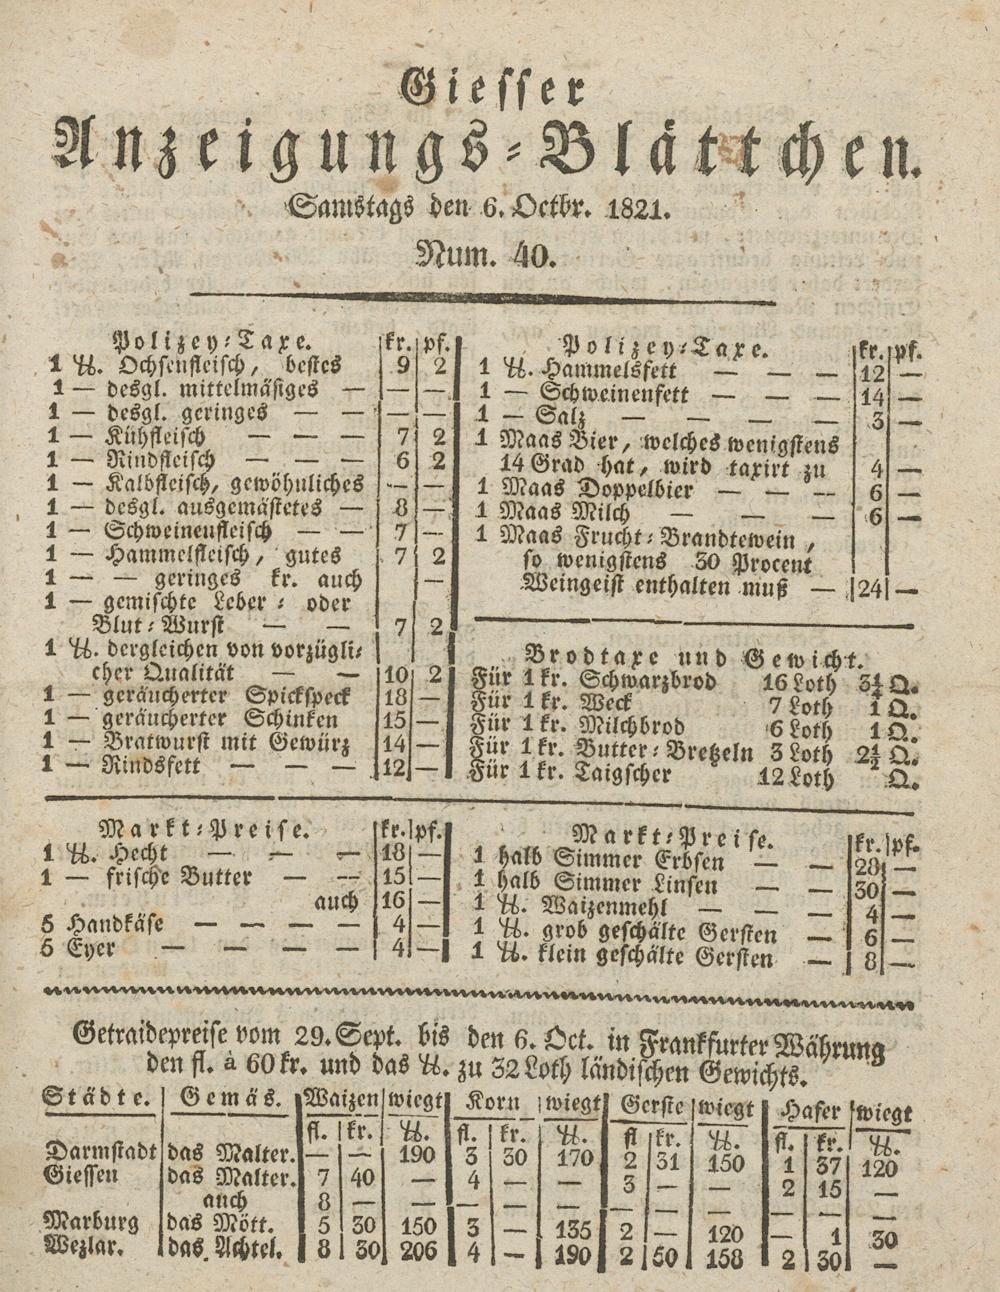 Giesser
Anzeigungs-Blättchen.
Samstags den 6. Octbr. 1821.
Num. 40.
Polizey-Taxe. kr. pf.
1 ℔. Ochsenfleisch, bestes 9 2
1 — desgl. mittelmäsiges — — —
1 — desgl. geringes — — — —
1 — Kühfleisch — — — 7 2
1 — Rindfleisch — — — 6 2
1 — Kalbfleisch, gewöhnliches — —
1 — desgl. ausgemästetes — 8 —
1 — Schweinenfleisch — — 7 —
1 — Hammelfleisch, gutes 7 2
1 — — geringes kr. auch —
1 — gemischte Leber- oder
Blut-Wurst — — 7 2
1 ℔. dergleichen von vorzügli-
cher Qualität — — 10 2
1 — geräucherter Spickspeck 18 —
1 — geräucherter Schinken 15 —
1 — Bratwurst mit Gewürz 14 —
1 — Rindsfett — — — 12 —
Polizey-Taxe. kr. pf.
1 ℔. Hammelsfett — — — 12 —
1 — Schweinenfett — — — 14 —
1 — Salz — — — — 3 —
1 Maas Bier, welches wenigstens
14 Grad hat, wird taxirt zu 4 —
1 Maas Doppelbier — — — 6 —
1 Maas Milch — — — 6 —
1 Maas Frucht-Brandtewein,
so wenigstens 30 Procent
Weingeist enthalten muß — 24 —
Brodtaxe und Gewicht.
Für 1 kr. Schwarzbrod 16 Loth 3½ Q.
Für 1 kr. Weck 7 Loth 1 Q.
Für 1 kr. Milchbrod 6 Loth 1 Q.
Für 1 kr. Butter-Bretzeln 3 Loth 2½ Q.
Für 1 kr. Taigscher 12 Loth Q.
Markt-Preise. kr. pf.
1 ℔. Hecht — — — 18 —
1 — frische Butter — — 15 —
auch 16 —
5 Handkäse — — — — 4 —
5 Eyer — — — — 4 —
Markt-Preise. kr. pf.
1 halb Simmer Erbsen — — 28 —
1 halb Simmer Linsen — — 30 —
1 ℔. Waizenmehl — — — 4 —
1 ℔. grob geschälte Gersten — 6 —
1 ℔. klein geschälte Gersten — 8 —
Getraidepreise vom 29. Sept. bis den 6. Oct. in Frankfurter Währung
den fl. à 60 kr. und das ℔. zu 32 Loth ländischen Gewichts.
Städte. Gemäs. Waizen wiegt Korn wiegt Gerste wiegt Hafer wiegt
fl. kr. ℔. fl. kr. ℔. fl kr. ℔. fl. kr. ℔.
Darmstadt das Malter. — — 190 3 30 170 2 31 150 1 37 120
Giessen das Malter. 7 40 — 4 — — 3 — — 2 15 —
auch 8 — — — — — — — — — — —
Marburg das Mött. 5 30 150 3 — 135 2 — 120 — 1 30
Wezlar. das Achtel. 8 30 206 4 — 190 2 50 158 2 30 —